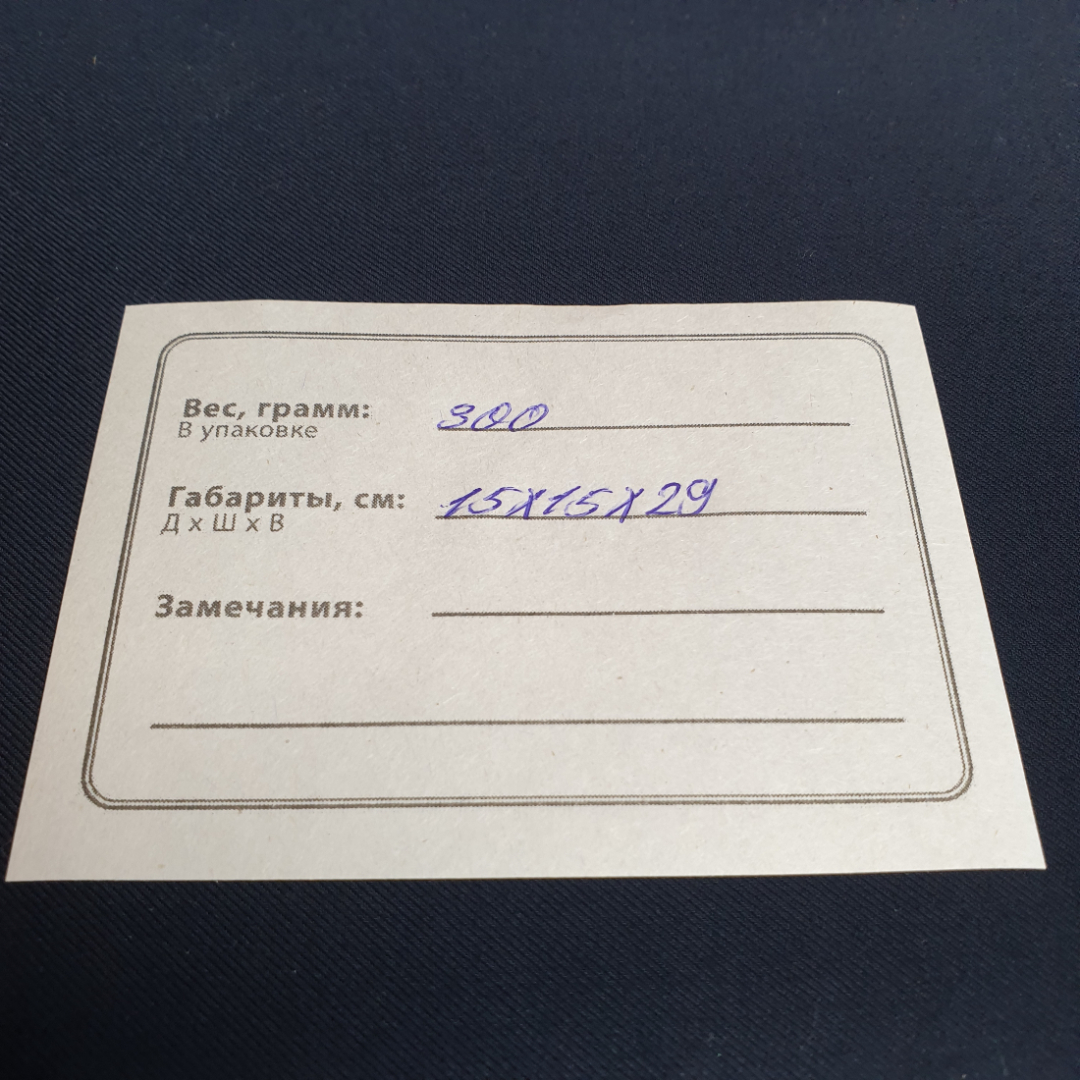 Вес, грамм: 300
В упаковке
Габариты, см: 15х15х29
Д х Ш х В
Замечания: